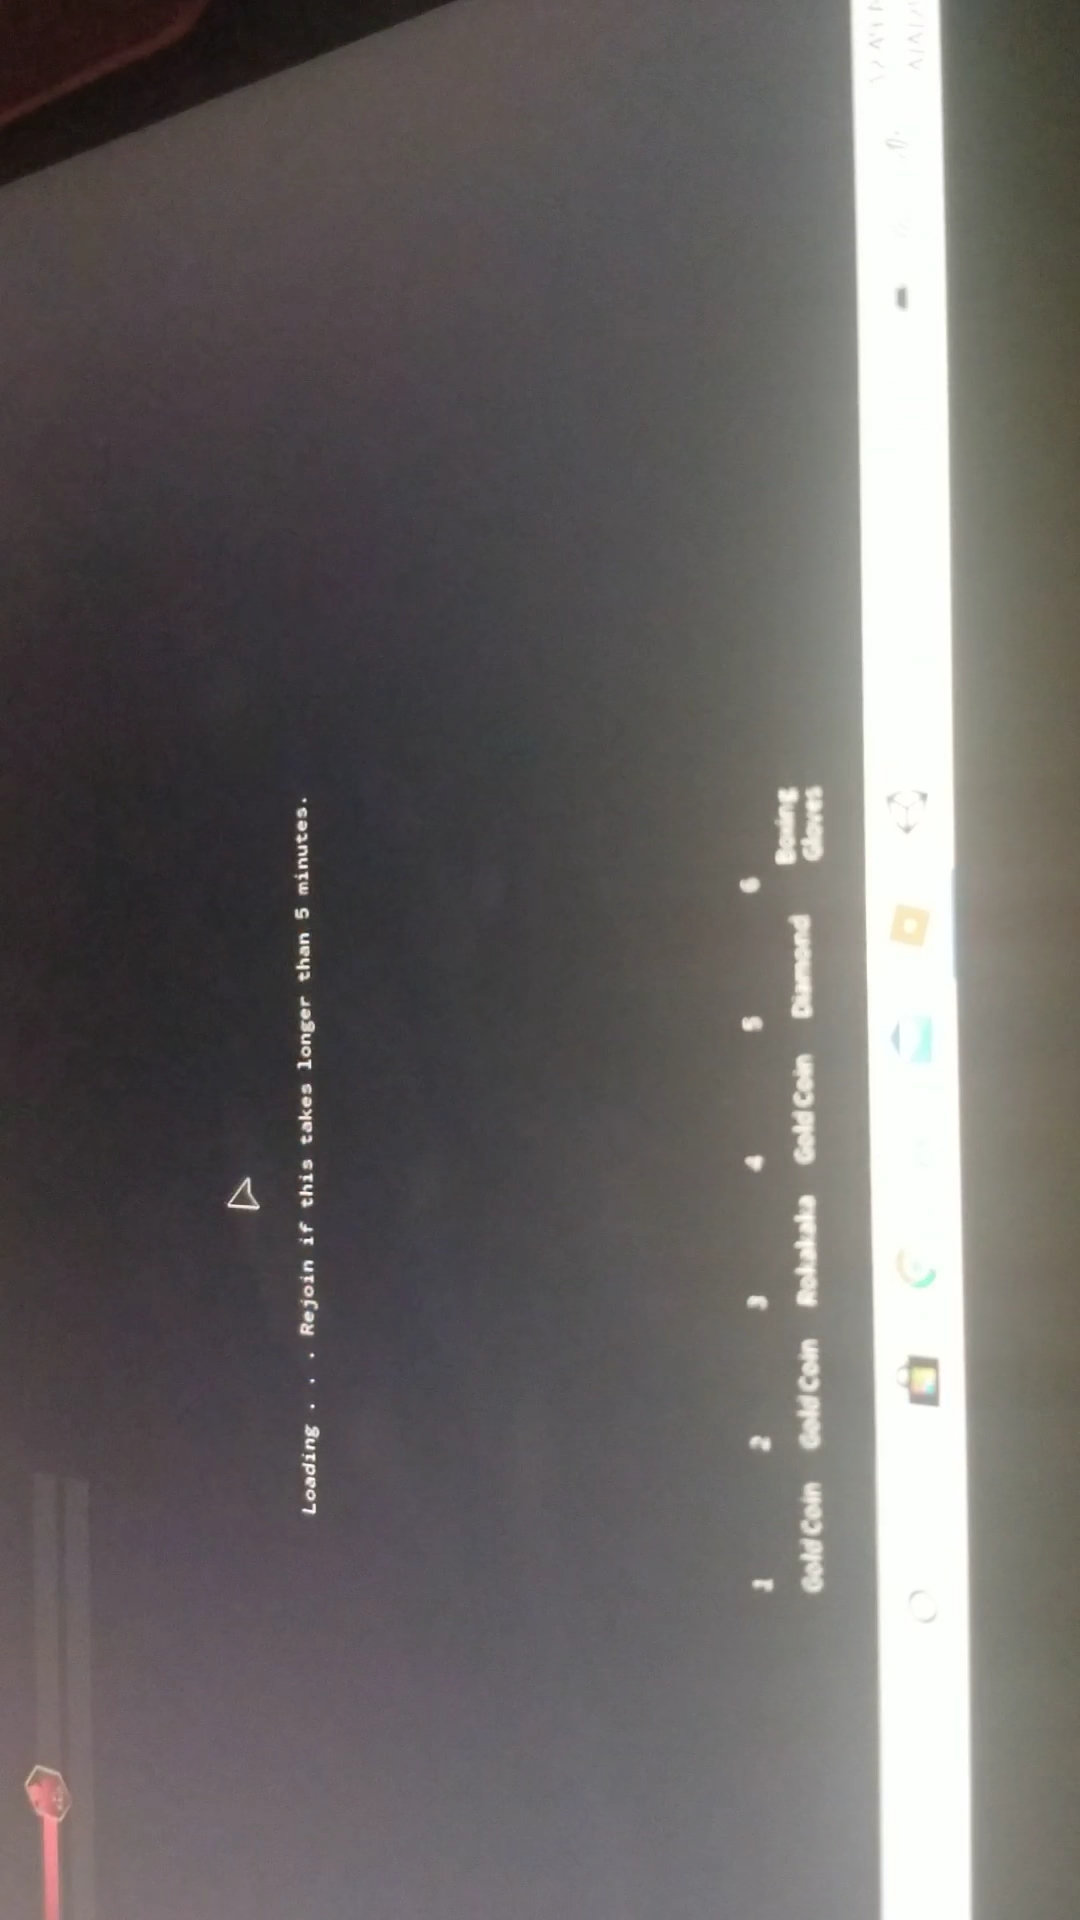 Loading . . . Rejoin if this takes longer than 5 minutes.
1 2 3 4 5 6
Gold Coin Gold Coin Rokakaka Gold Coin Diamond Boxing
Gloves